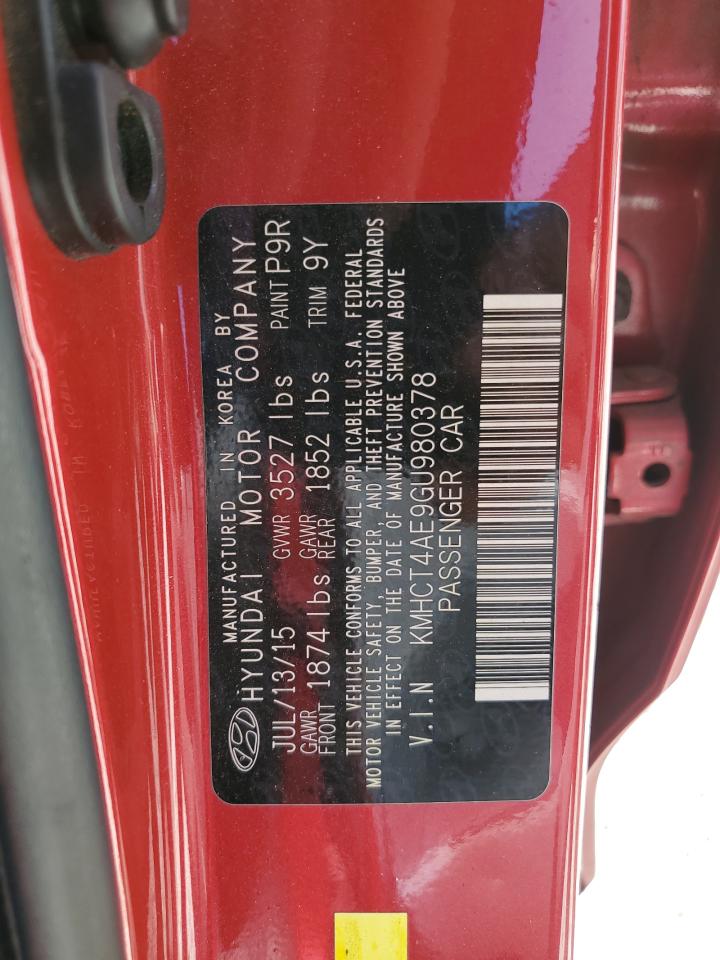 MANUFACTURED IN KOREA BY
HYUNDAI MOTOR COMPANY
JUL/13/15 GVWR 3527 lbs PAINT P9R
GAWR FRONT 1874 lbs GAWR REAR 1852 lbs TRIM 9Y
THIS VEHICLE CONFORMS TO ALL APPLICABLE U.S.A. FEDERAL
MOTOR VEHICLE SAFETY, BUMPER, AND THEFT PREVENTION STANDARDS
IN EFFECT ON THE DATE OF MANUFACTURE SHOWN ABOVE
V.I.N KMHCT4AE9GU980378
PASSENGER CAR